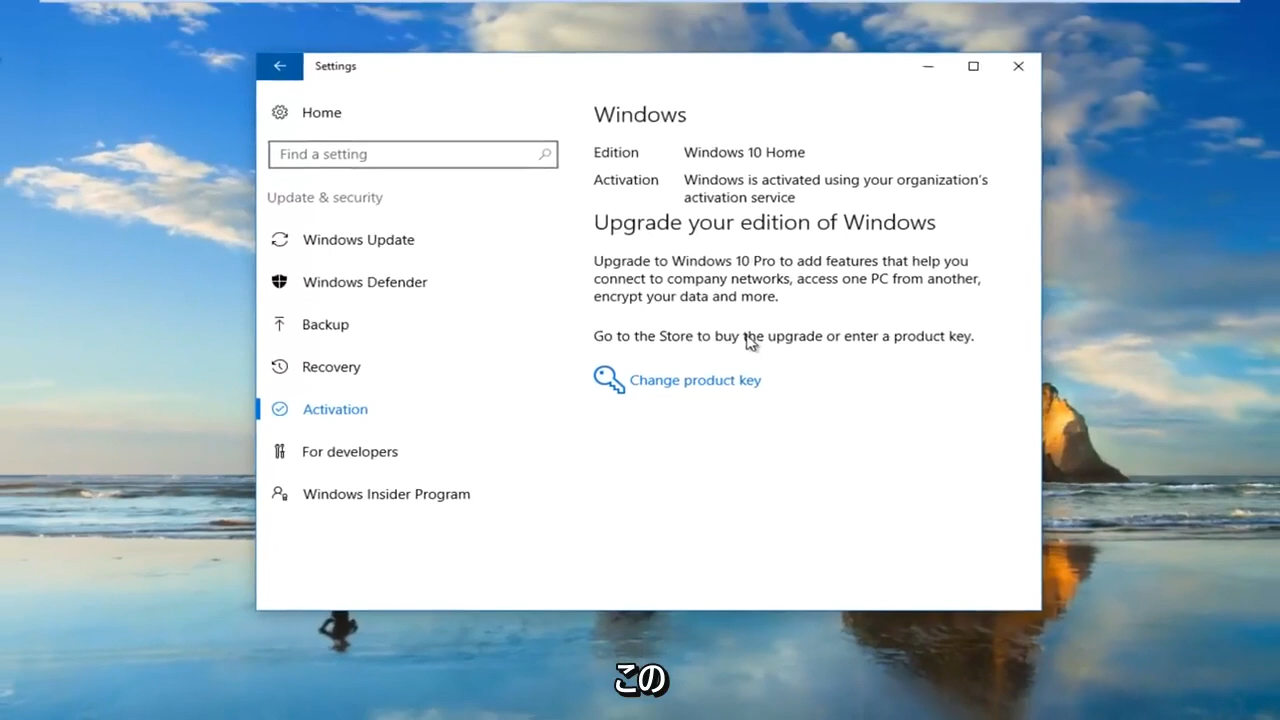 Settings
Home
Find a setting
Update & security
Windows Update
Windows Defender
Backup
Recovery
Activation
For developers
Windows Insider Program
Windows
Edition Windows 10 Home
Activation Windows is activated using your organization's
activation service
Upgrade your edition of Windows
Upgrade to Windows 10 Pro to add features that help you
connect to company networks, access one PC from another,
encrypt your data and more.
Go to the Store to buy the upgrade or enter a product key.
Change product key
この